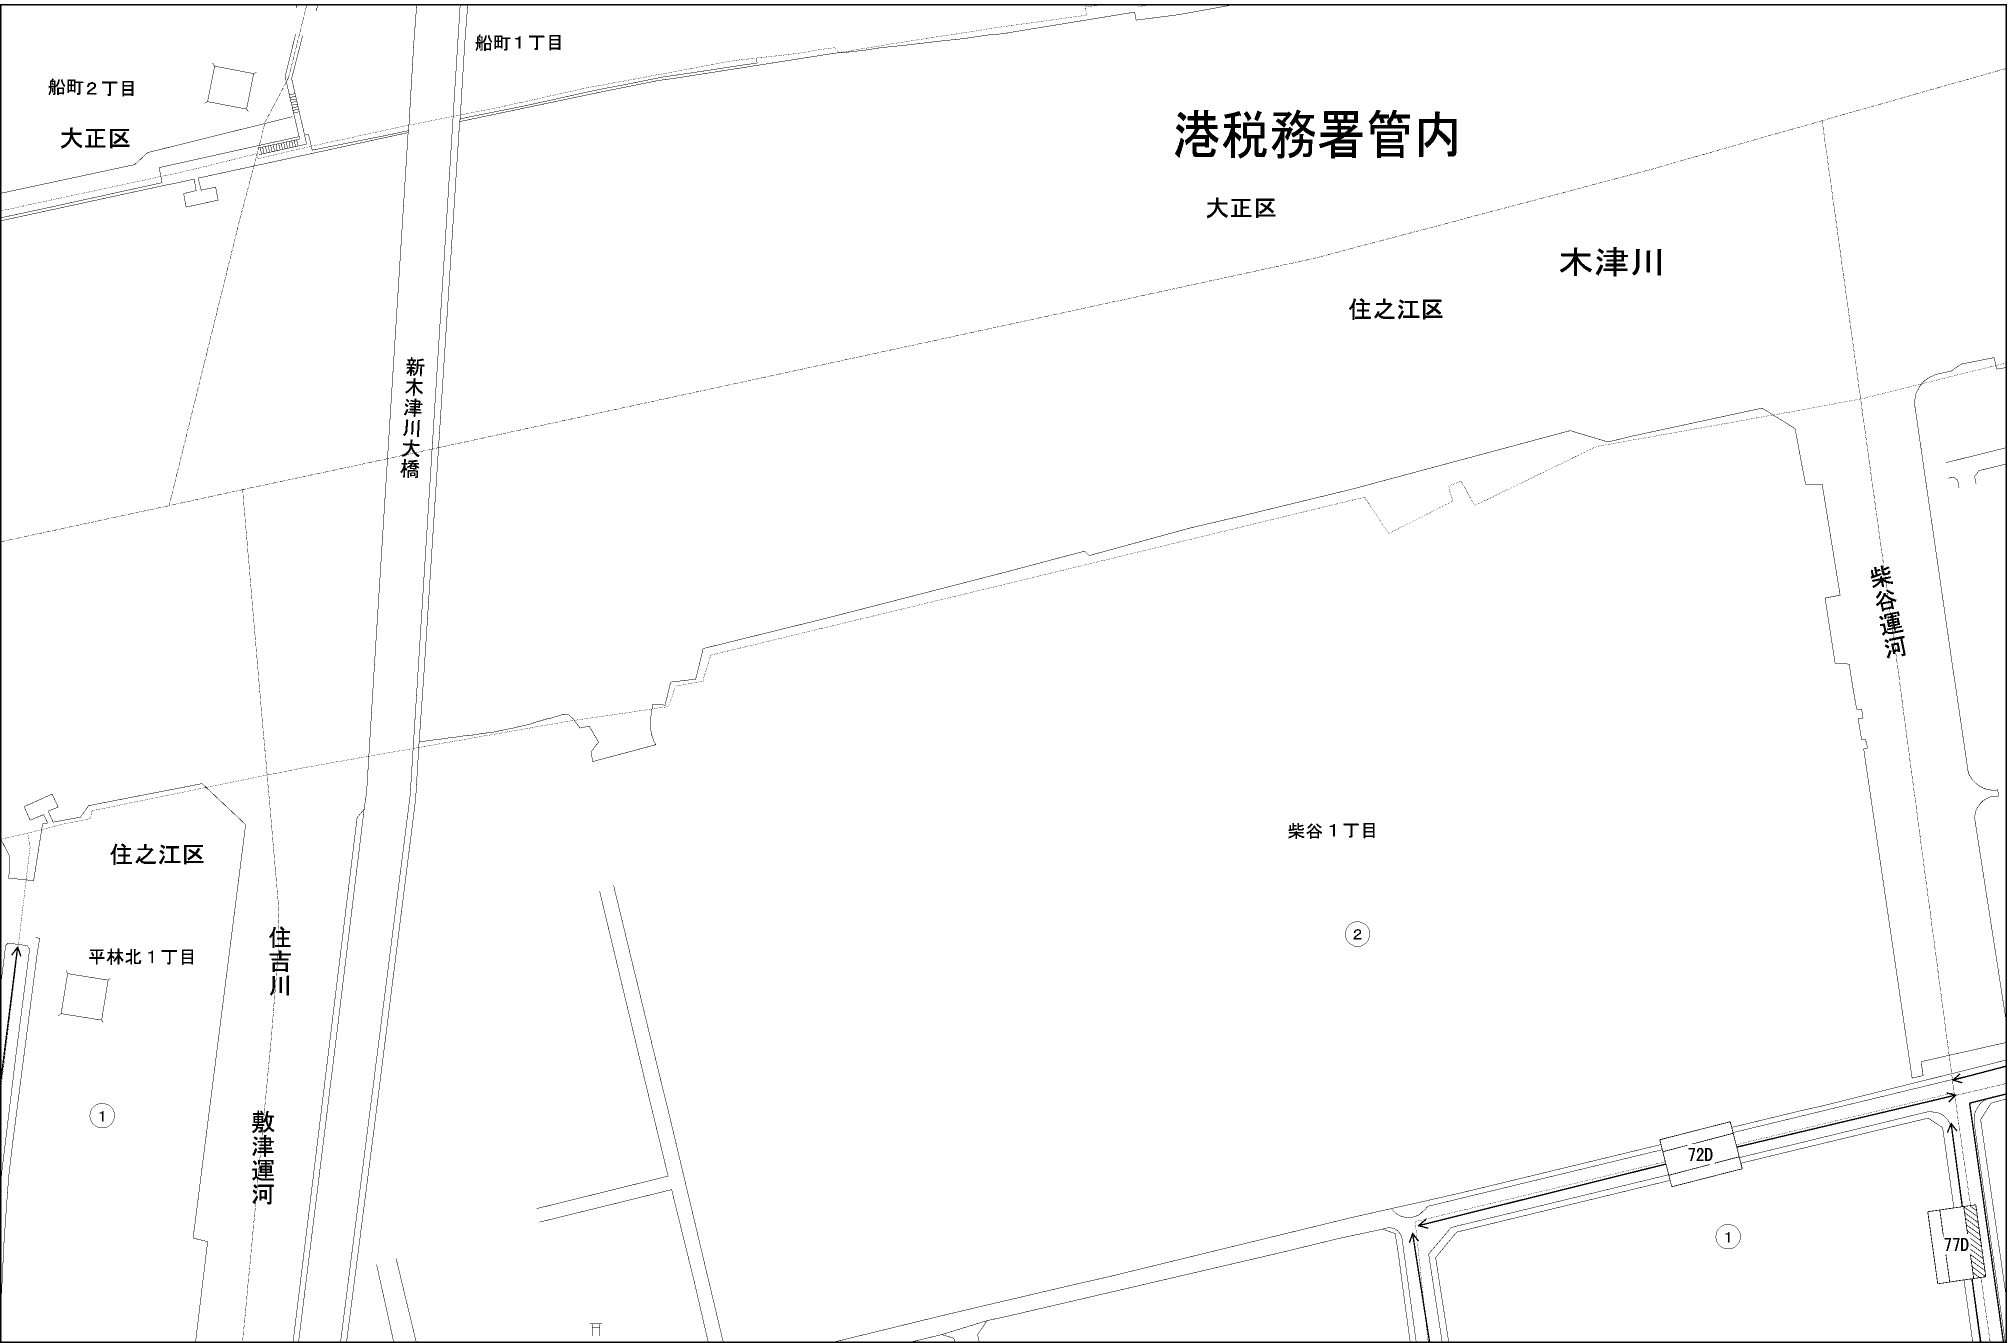 船町１丁目
船町２丁目
大正区
港税務署管内
大正区
木津川
住之江区
新木津川大橋
柴谷運河
柴谷１丁目
住之江区
平林北１丁目
住吉川
2
1
敷津運河
72D
1
77D